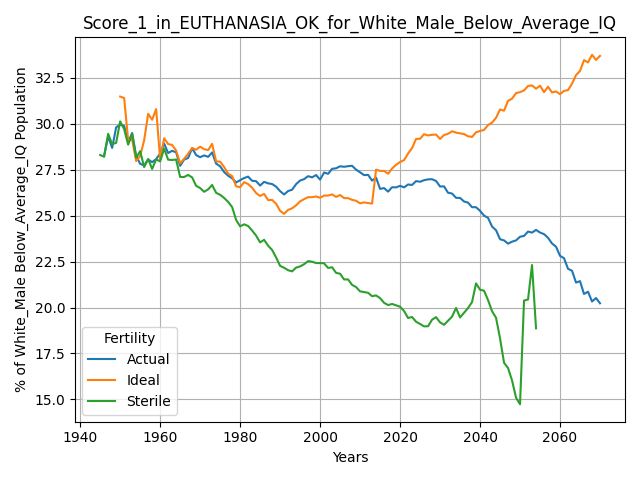 Score_1_in_EUTHANASIA_OK_for_White_Male_Below_Average_IQ
% of White_Male Below_Average_IQ Population
32.5
30.0
27.5
25.0
22.5
20.0
17.5
15.0
Fertility
Actual
Ideal
Sterile
1940 1960 1980 2000 2020 2040 2060
Years